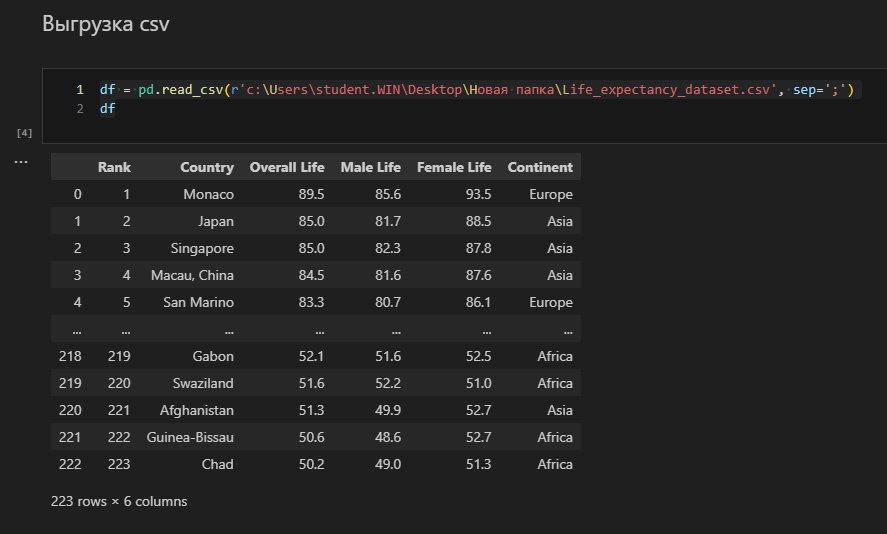 Выгрузка csv
1 df = pd.read_csv(r'c:\Users\student.WIN\Desktop\Новая папка\Life_expectancy_dataset.csv', sep=';')
2 df
[4]
...
Rank Country Overall Life Male Life Female Life Continent
0 1 Monaco 89.5 85.6 93.5 Europe
1 2 Japan 85.0 81.7 88.5 Asia
2 3 Singapore 85.0 82.3 87.8 Asia
3 4 Macau, China 84.5 81.6 87.6 Asia
4 5 San Marino 83.3 80.7 86.1 Europe
... ... ... ... ... ... ...
218 219 Gabon 52.1 51.6 52.5 Africa
219 220 Swaziland 51.6 52.2 51.0 Africa
220 221 Afghanistan 51.3 49.9 52.7 Asia
221 222 Guinea-Bissau 50.6 48.6 52.7 Africa
222 223 Chad 50.2 49.0 51.3 Africa
223 rows × 6 columns